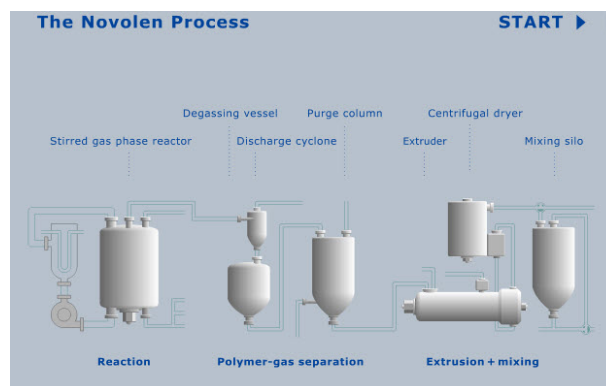 The Novolen Process
START
Degassing vessel
Purge column
Centrifugal dryer
Stirred gas phase reactor
Discharge cyclone
Extruder
Mixing silo
Reaction
Polymer-gas separation
Extrusion + mixing